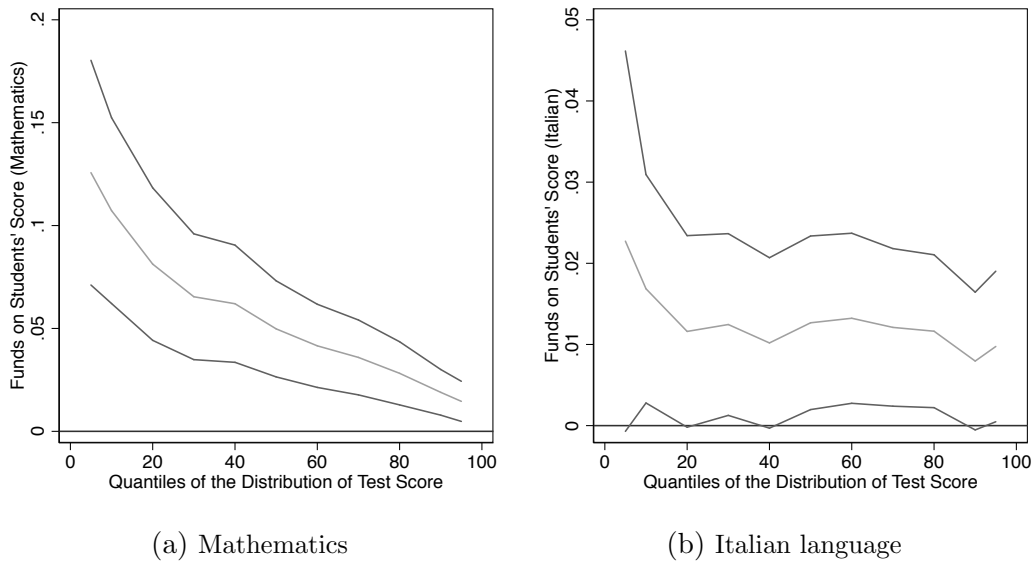 Funds on Students' Score (Mathematics)
.2
.15
.1
.05
0
0 20 40 60 80 100
Quantiles of the Distribution of Test Score
(a) Mathematics
Funds on Students' Score (Italian)
.05
.04
.03
.02
.01
0
0 20 40 60 80 100
Quantiles of the Distribution of Test Score
(b) Italian language